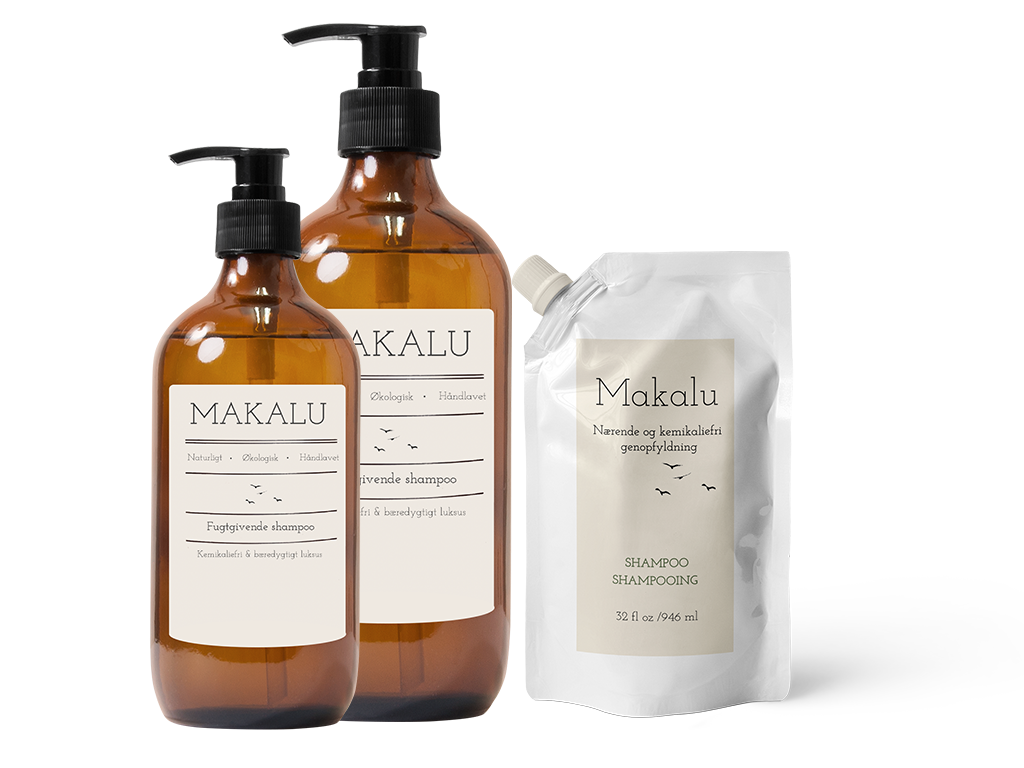 MAKALU
Naturligt • Økologisk • Håndlavet
Fugtgivende shampoo
Kemikaliefri & bæredygtigt luksus
AKALU
Økologisk • Håndlavet
givende shampoo
fri & bæredygtigt luksus
Makalu
Nærende og kemikaliefri
genopfyldning
SHAMPOO
SHAMPOOING
32 fl oz /946 ml